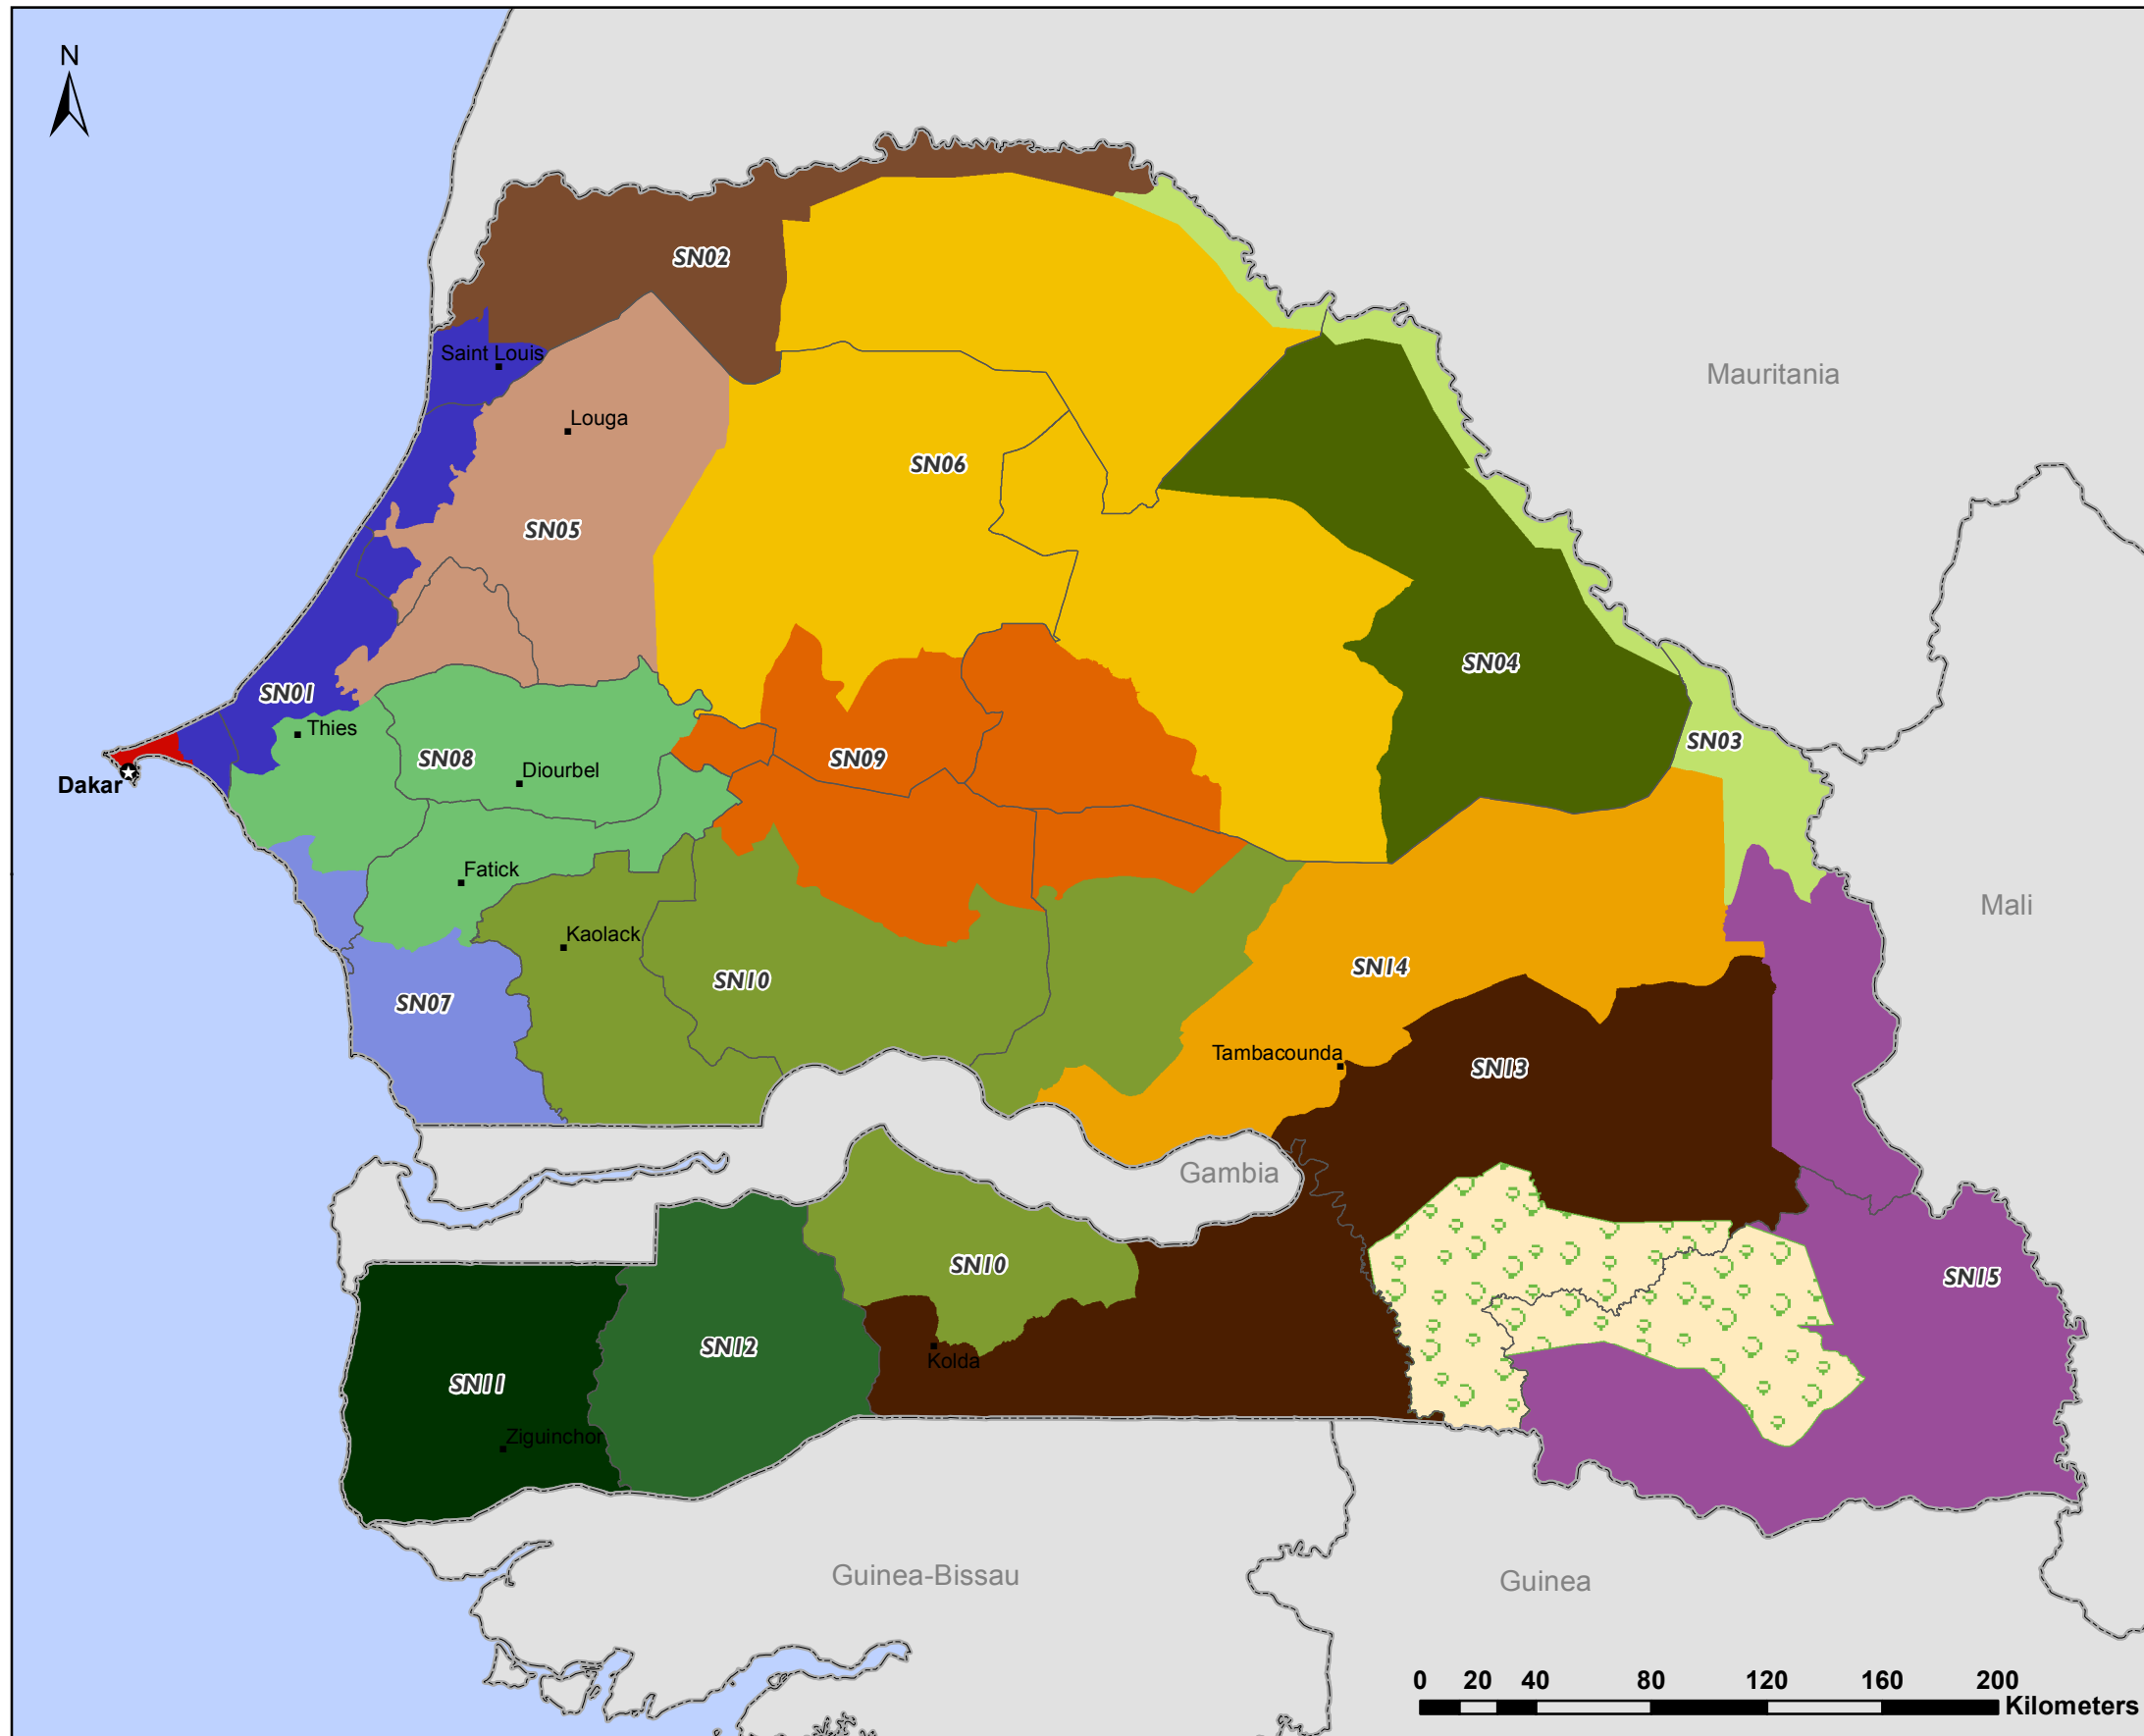 N
SN02
Saint Louis
Mauritania
Louga
SN06
SN05
SN04
SN01
Thies
SN03
SN08
SN09
Diourbel
Dakar
Fatick
Mali
Kaolack
SN14
SN10
SN07
Tambacounda
SN13
Gambia
SN10
SN15
SN12
Kolda
SN11
Ziguinchor
Guinea-Bissau
Guinea
0 20 40 80 120 160 200
Kilometers